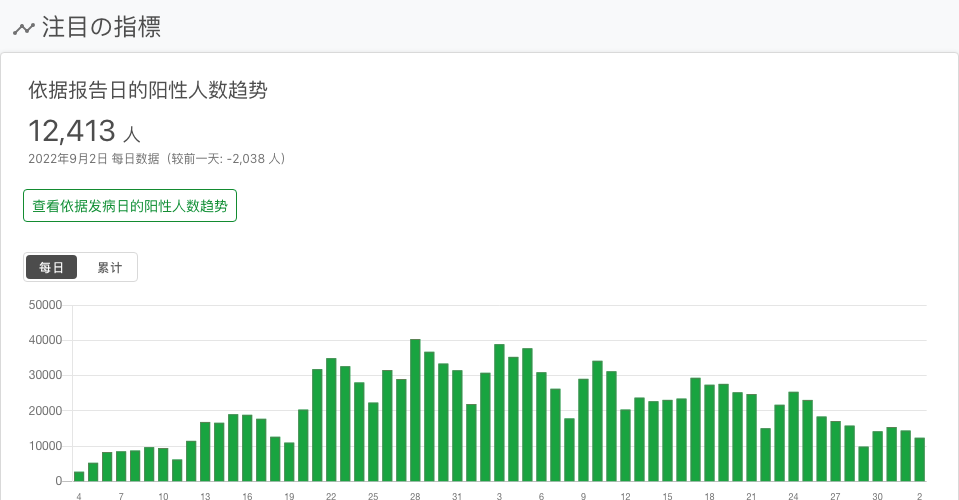 注目の指標
依据报告日的阳性人数趋势
12,413 人
2022年9月2日 每日数据（较前一天: -2,038 人）
查看依据发病日的阳性人数趋势
每日 累计
50000
40000
30000
20000
10000
0
4 7 10 13 16 19 22 25 28 31 3 6 9 12 15 18 21 24 27 30 2